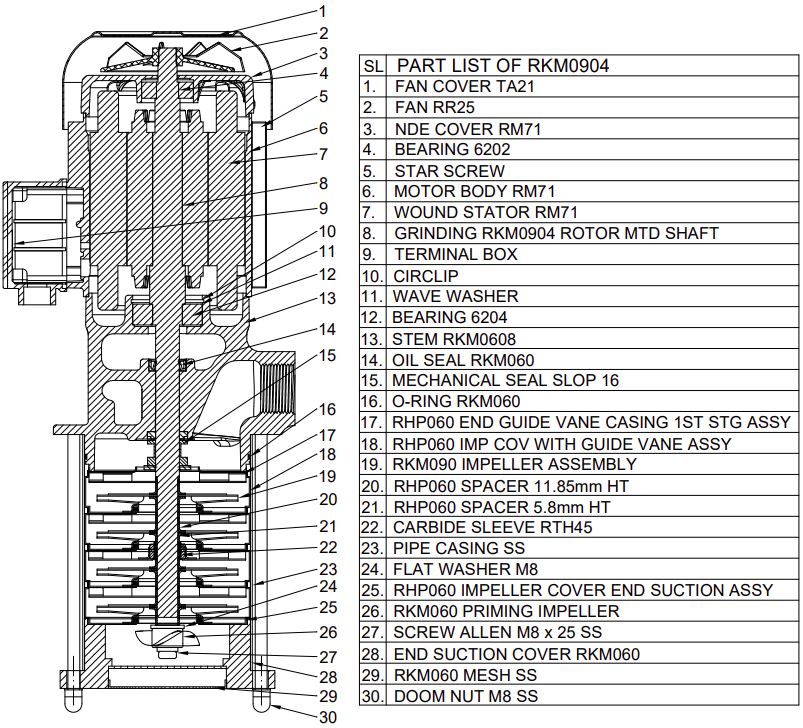 1
2
3
4
5
6
7
8
9
10
11
12
13
14
15
16
17
18
19
20
21
22
23
24
25
26
27
28
29
30
SL PART LIST OF RKM0904
1. FAN COVER TA21
2. FAN RR25
3. NDE COVER RM71
4. BEARING 6202
5. STAR SCREW
6. MOTOR BODY RM71
7. WOUND STATOR RM71
8. GRINDING RKM0904 ROTOR MTD SHAFT
9. TERMINAL BOX
10. CIRCLIP
11. WAVE WASHER
12. BEARING 6204
13. STEM RKM0608
14. OIL SEAL RKM060
15. MECHANICAL SEAL SLOP 16
16. O-RING RKM060
17. RHP060 END GUIDE VANE CASING 1ST STG ASSY
18. RHP060 IMP COV WITH GUIDE VANE ASSY
19. RKM090 IMPELLER ASSEMBLY
20. RHP060 SPACER 11.85mm HT
21. RHP060 SPACER 5.8mm HT
22. CARBIDE SLEEVE RTH45
23. PIPE CASING SS
24. FLAT WASHER M8
25. RHP060 IMPELLER COVER END SUCTION ASSY
26. RKM060 PRIMING IMPELLER
27. SCREW ALLEN M8 x 25 SS
28. END SUCTION COVER RKM060
29. RKM060 MESH SS
30. DOOM NUT M8 SS